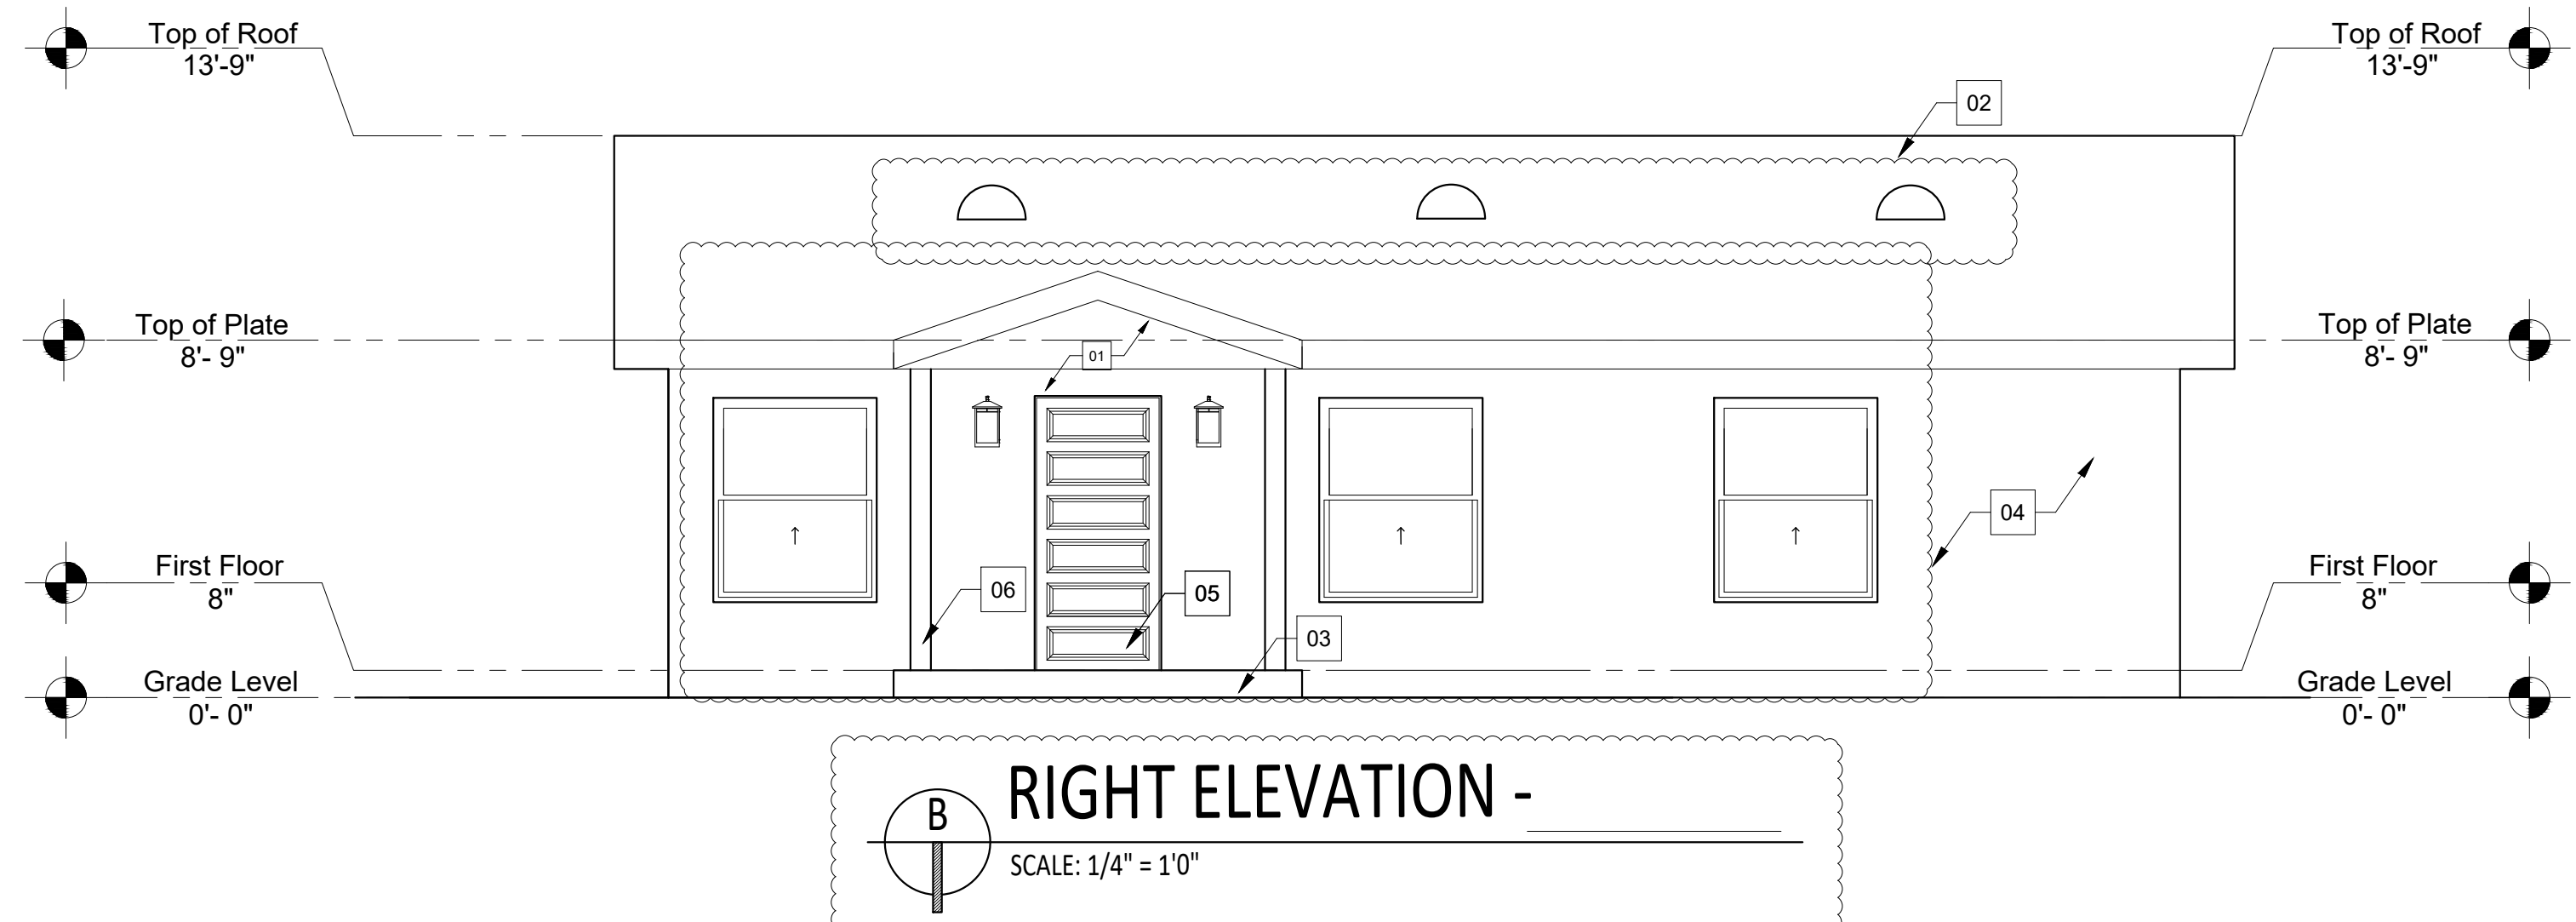 Top of Roof
13'-9"
Top of Roof
13'-9"
02
Top of Plate
8'- 9"
01
Top of Plate
8'- 9"
04
First Floor
8"
06
05
First Floor
8"
03
Grade Level
0'- 0"
Grade Level
0'- 0"
B
RIGHT ELEVATION -
SCALE: 1/4" = 1'0"